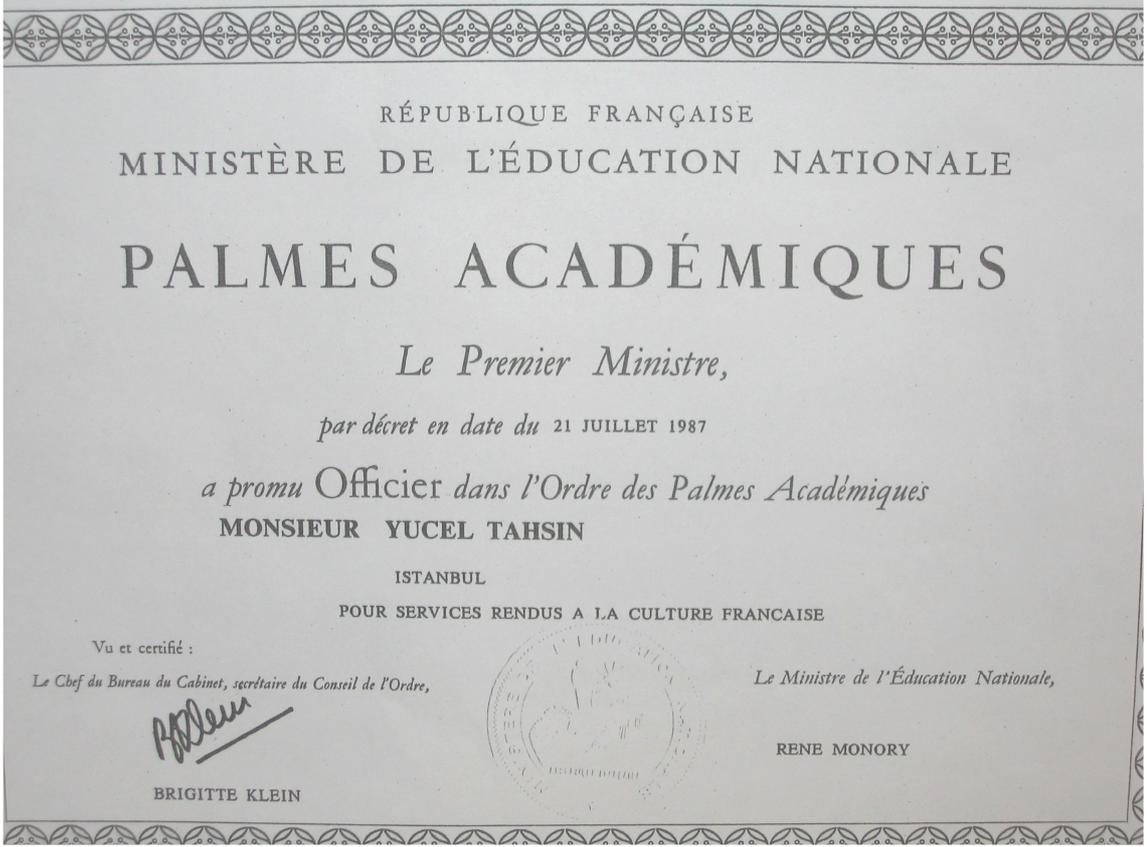 RÉPUBLIQUE FRANÇAISE
MINISTÈRE DE L'ÉDUCATION NATIONALE
PALMES ACADÉMIQUES
Le Premier Ministre,
par décret en date du 21 JUILLET 1987
a promu Officier dans l'Ordre des Palmes Académiques
MONSIEUR YUCEL TAHSIN
ISTANBUL
POUR SERVICES RENDUS A LA CULTURE FRANCAISE
Vu et certifié :
Le Chef du Bureau du Cabinet, secrétaire du Conseil de l'Ordre,
Le Ministre de l'Éducation Nationale,
BKlein
RENE MONORY
BRIGITTE KLEIN